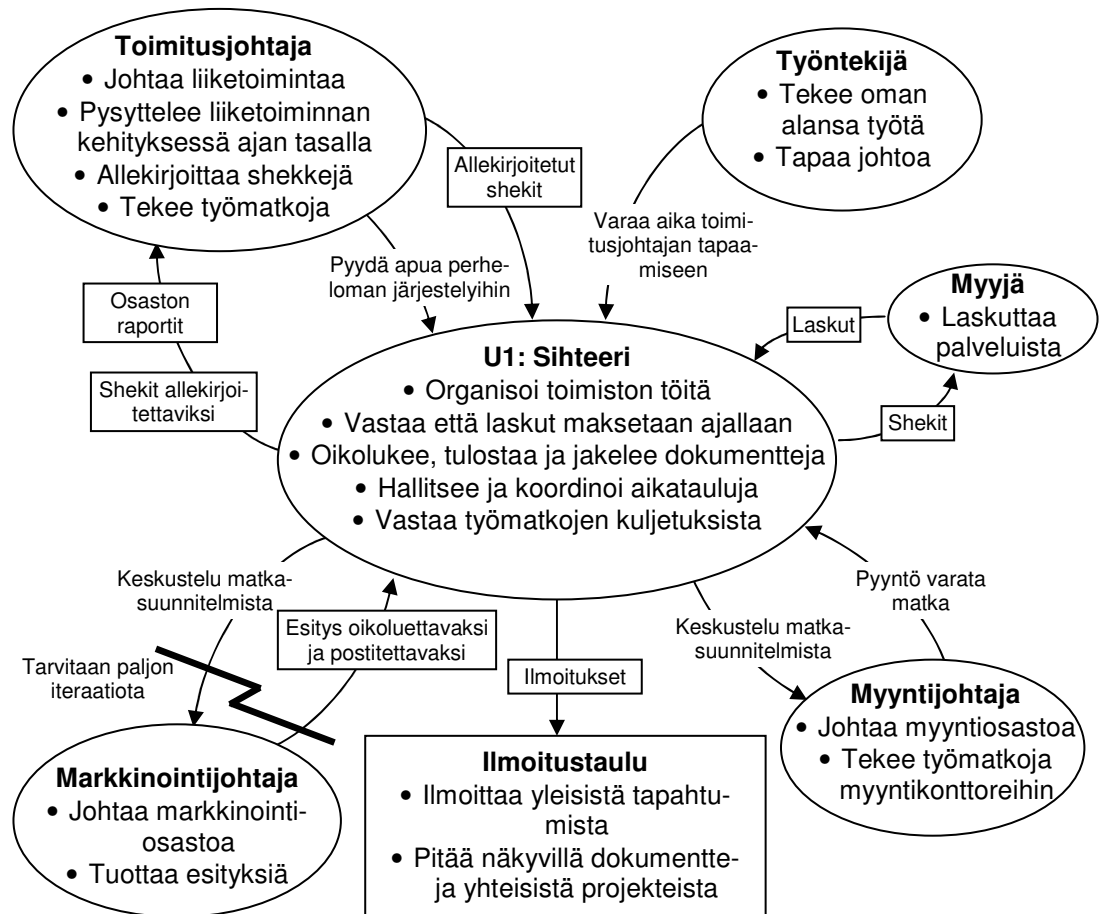 Toimitusjohtaja
• Johtaa liiketoimintaa
• Pysyttelee liiketoiminnan
kehityksessä ajan tasalla
• Allekirjoittaa shekkejä
• Tekee työmatkoja
Työntekijä
• Tekee oman
alansa työtä
• Tapaa johtoa
Allekirjoitetut
shekit
Varaa aika toimi-
tusjohtajan tapaa-
miseen
Pyydä apua perhe-
loman järjestelyihin
Osaston
raportit
Shekit allekirjoi-
tettaviksi
Myyjä
• Laskuttaa
palveluista
Laskut
Shekit
U1: Sihteeri
• Organisoi toimiston töitä
• Vastaa että laskut maksetaan ajallaan
• Oikolukee, tulostaa ja jakelee dokumentteja
• Hallitsee ja koordinoi aikatauluja
• Vastaa työmatkojen kuljetuksista
Keskustelu matka-
suunnitelmista
Esitys oikoluettavaksi
ja postitettavaksi
Tarvitaan paljon
iteraatiota
Ilmoitukset
Keskustelu matka-
suunnitelmista
Pyyntö varata
matka
Markkinointijohtaja
• Johtaa markkinointi-
osastoa
• Tuottaa esityksiä
Ilmoitustaulu
• Ilmoittaa yleisistä tapahtu-
mista
• Pitää näkyvillä dokumentte-
ja yhteisistä projekteista
Myyntijohtaja
• Johtaa myyntiosastoa
• Tekee työmatkoja
myyntikonttoreihin